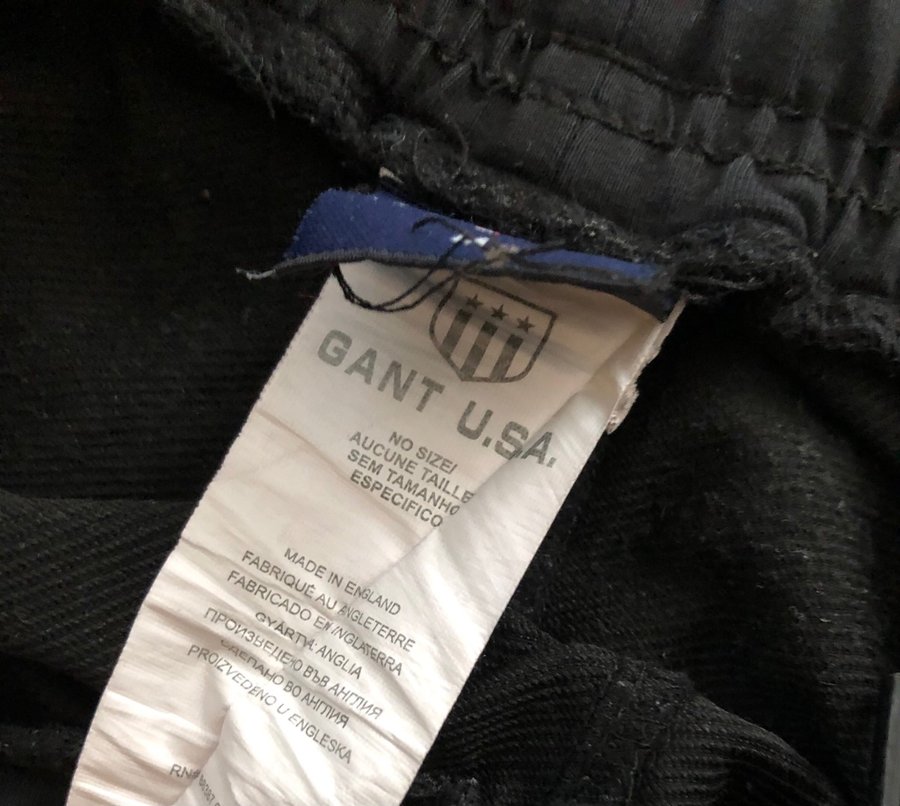 GANT U.S.A.
NO SIZE/
AUCUNE TAILLE
SEM TAMANHO
ESPECIFICO
MADE IN ENGLAND
FABRIQUÉ AU ANGLETERRE
FABRICADO EN INGLATERRA
GYÁRTVA: ANGLIA
ПРОИЗВЕДЕНО ВЪВ АНГЛИЯ
СДЕЛАНО ВО АНГЛИЯ
PROIZVEDENO U ENGLESKA
RN#